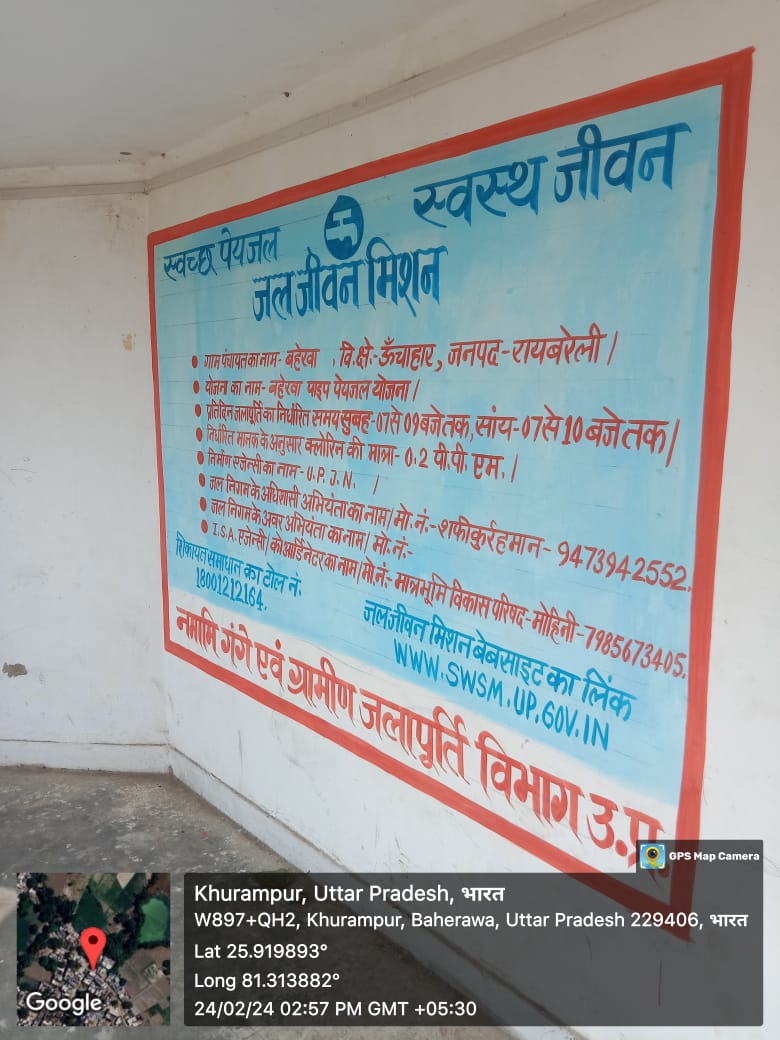 स्वच्छ पेयजल
स्वस्थ जीवन
जल जीवन मिशन
ग्राम पंचायत का नाम- बहेरवा , वि.क्षे.- ऊँचाहार, जनपद- रायबरेली।
योजना का नाम- बहेरवा पाइप पेयजल योजना।
प्रतिदिन जलापूर्ति का निर्धारित समय सुबह-07 से 09 बजे तक, सांय-07 से 10 बजे तक।
निर्धारित मानक के अनुसार क्लोरिन की मात्रा- 0.2 पी.पी. एम.।
निर्माण एजेन्सी का नाम- U.P. J.N. ।
जल निगम के अधिशासी अभियंता का नाम/ मो. नं.- शफीकुर्रहमान- 9473942552.
जल निगम के अवर अभियंता का नाम/ मो. नं.-
I.S.A. एजेन्सी/ कोआर्डिनेटर का नाम/ मो.नं- मात्रभूमि विकास परिषद- मोहिनी- 7985673405.
शिकायत समाधान का टोल नं.
18001212164.
जल जीवन मिशन बेबसाइट का लिंक
WWW.SWSM.UP.GOV.IN
नमामि गंगे एवं ग्रामीण जलापूर्ति विभाग उ.प्र.
GPS Map Camera
Khurampur, Uttar Pradesh, भारत
W897+QH2, Khurampur, Baherawa, Uttar Pradesh 229406, भारत
Lat 25.919893°
Long 81.313882°
24/02/24 02:57 PM GMT +05:30
Google